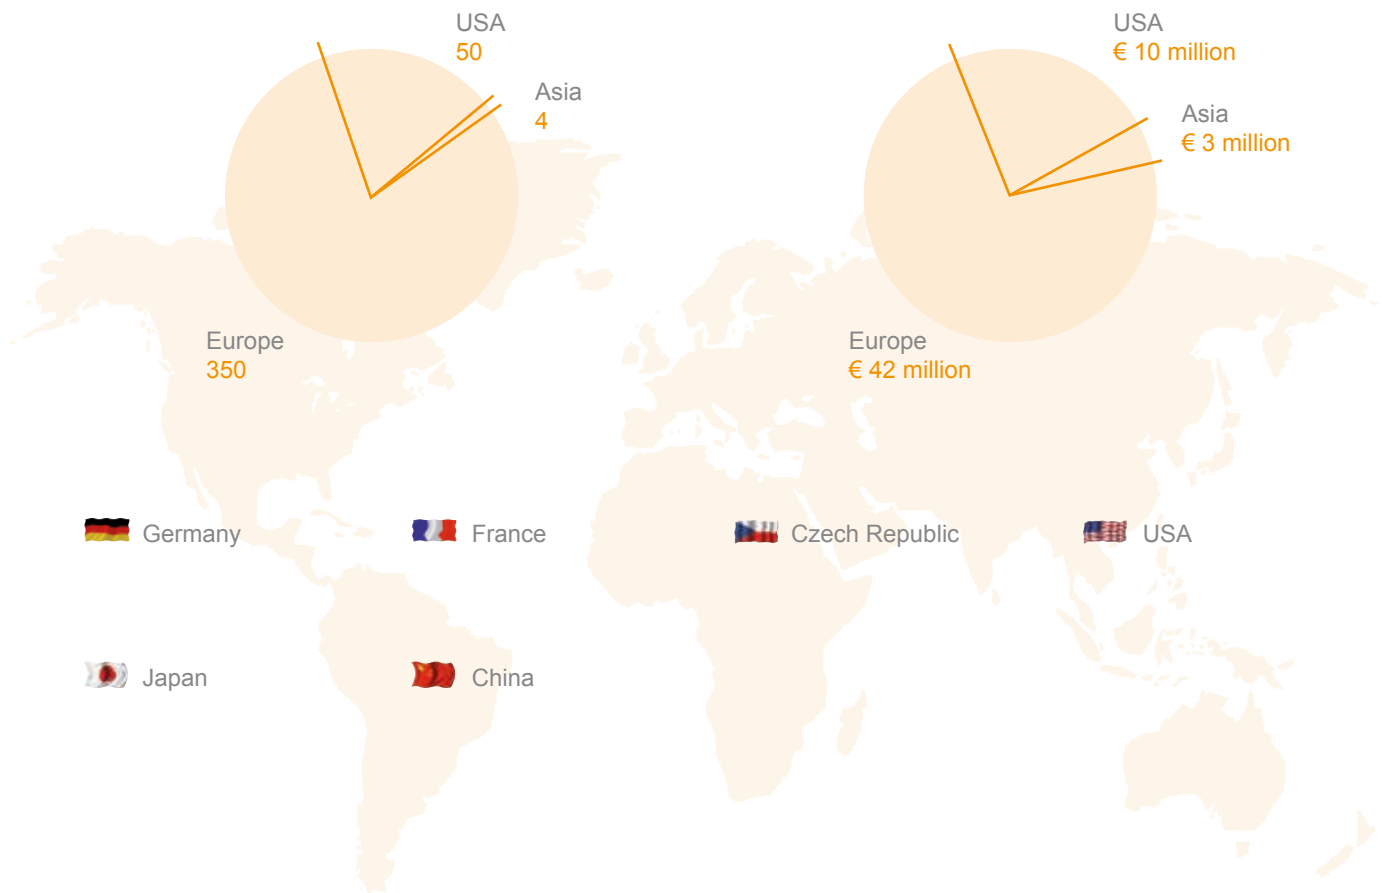 USA
50
Asia
4
Europe
350
USA
€ 10 million
Asia
€ 3 million
Europe
€ 42 million
Germany
France
Czech Republic
USA
Japan
China